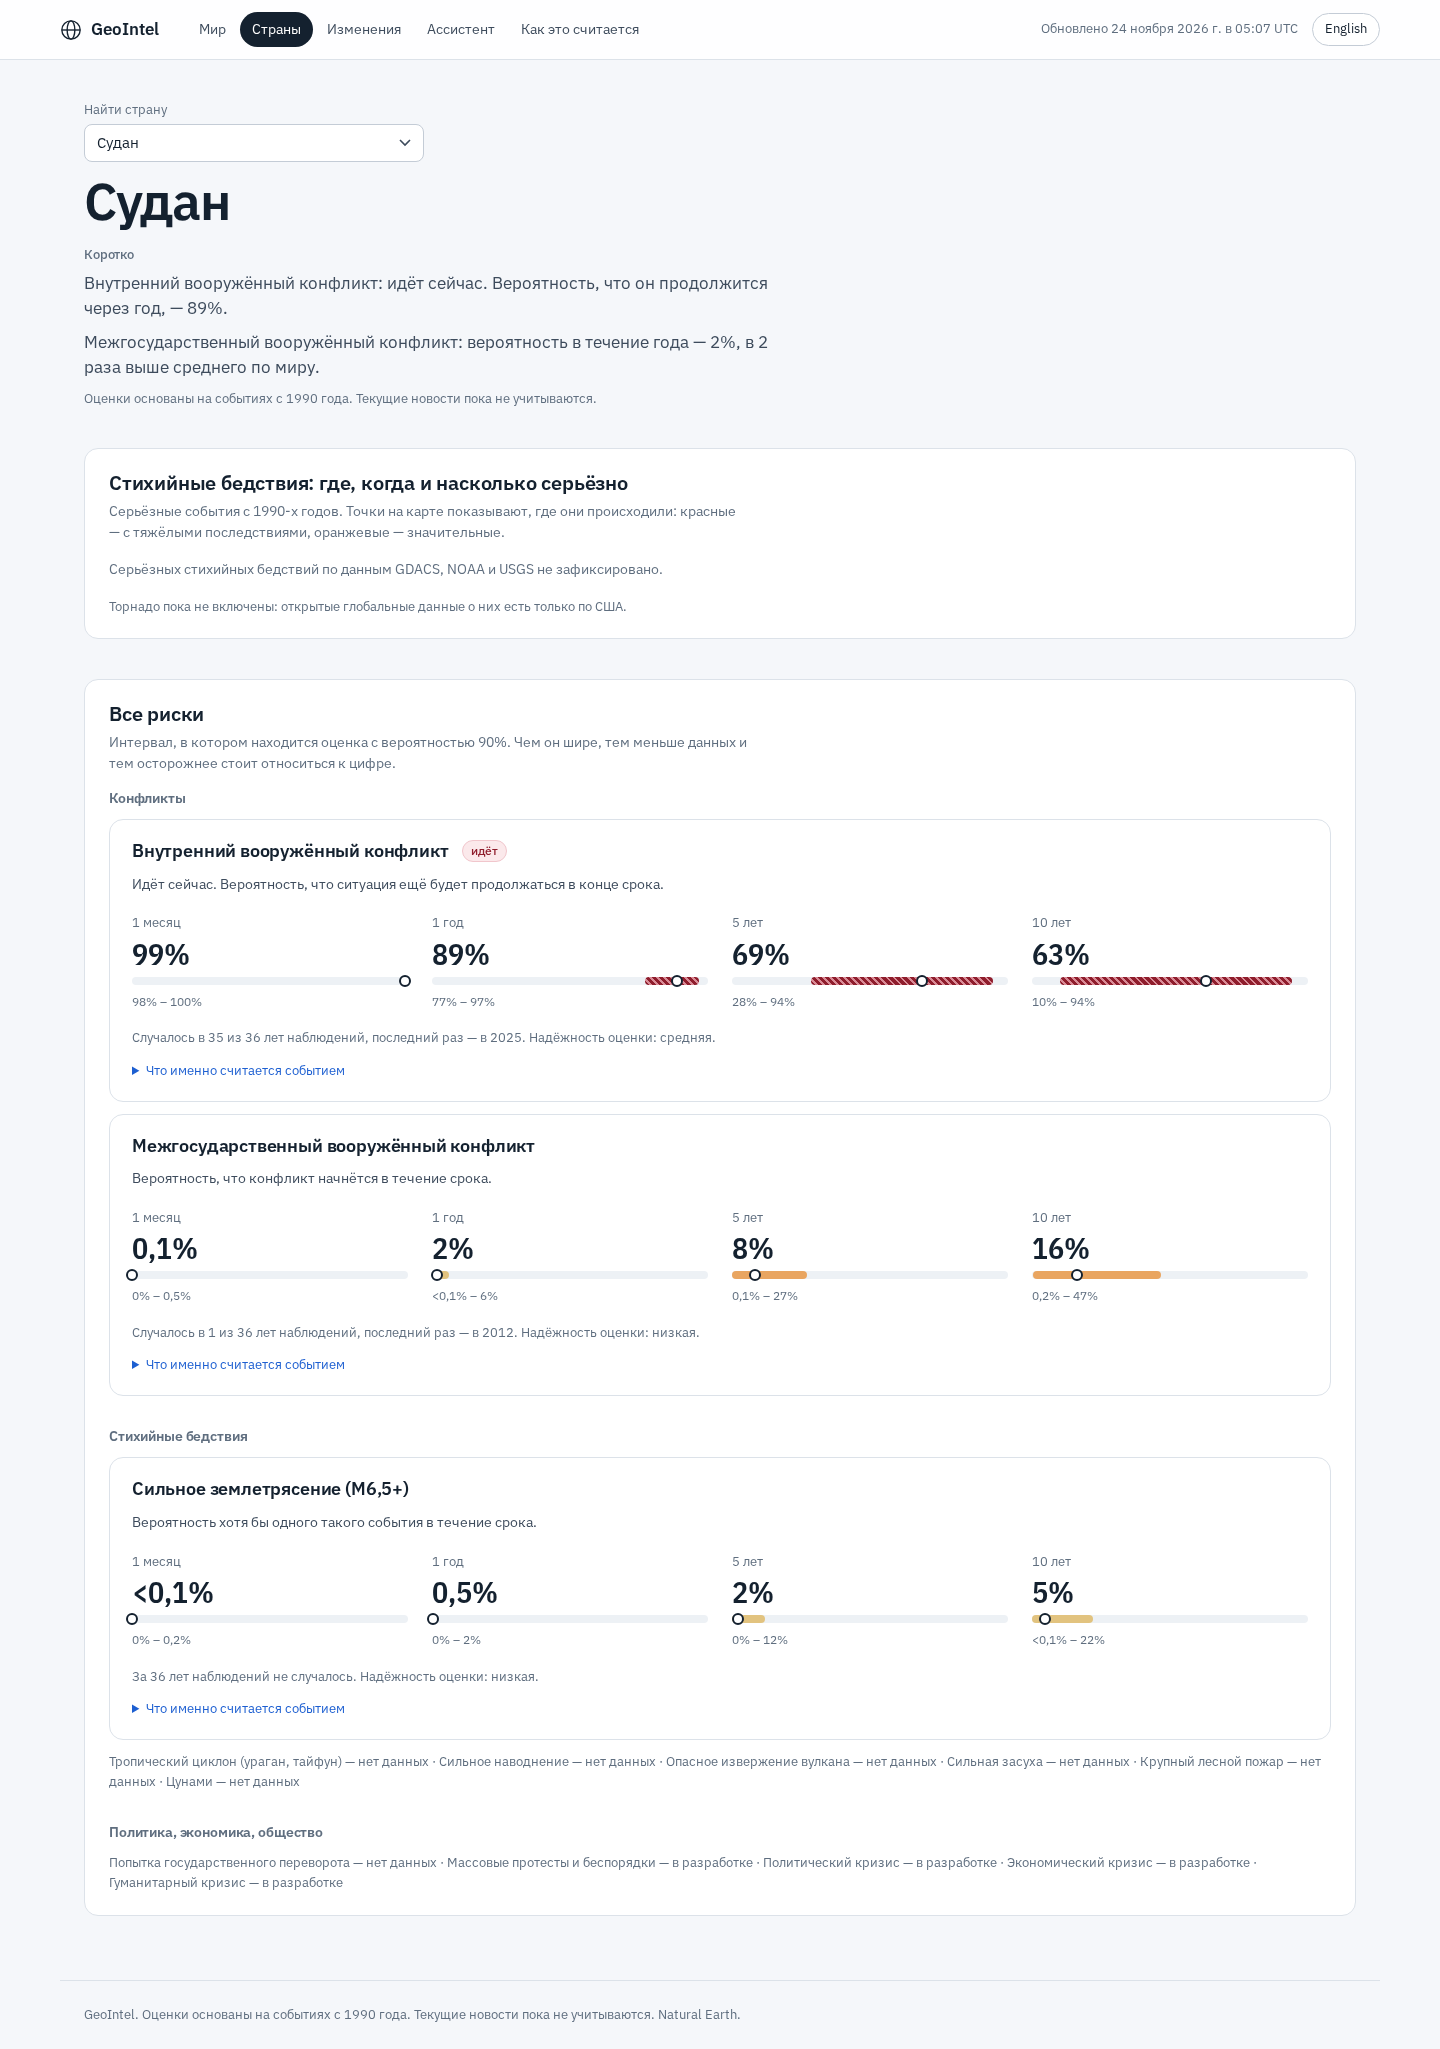 GeoIntel
Мир
Страны
Изменения
Ассистент
Как это считается
Обновлено 24 ноября 2026 г. в 05:07 UTC
English
Найти страну
Судан
Судан
Коротко
Внутренний вооружённый конфликт: идёт сейчас. Вероятность, что он продолжится
через год, — 89%.
Межгосударственный вооружённый конфликт: вероятность в течение года — 2%, в 2
раза выше среднего по миру.
Оценки основаны на событиях с 1990 года. Текущие новости пока не учитываются.
Стихийные бедствия: где, когда и насколько серьёзно
Серьёзные события с 1990-х годов. Точки на карте показывают, где они происходили: красные
— с тяжёлыми последствиями, оранжевые — значительные.
Серьёзных стихийных бедствий по данным GDACS, NOAA и USGS не зафиксировано.
Торнадо пока не включены: открытые глобальные данные о них есть только по США.
Все риски
Интервал, в котором находится оценка с вероятностью 90%. Чем он шире, тем меньше данных и
тем осторожнее стоит относиться к цифре.
Конфликты
Внутренний вооружённый конфликт идёт
Идёт сейчас. Вероятность, что ситуация ещё будет продолжаться в конце срока.
1 месяц
99%
98% – 100%
1 год
89%
77% – 97%
5 лет
69%
28% – 94%
10 лет
63%
10% – 94%
Случалось в 35 из 36 лет наблюдений, последний раз — в 2025. Надёжность оценки: средняя.
Что именно считается событием
Межгосударственный вооружённый конфликт
Вероятность, что конфликт начнётся в течение срока.
1 месяц
0,1%
0% – 0,5%
1 год
2%
<0,1% – 6%
5 лет
8%
0,1% – 27%
10 лет
16%
0,2% – 47%
Случалось в 1 из 36 лет наблюдений, последний раз — в 2012. Надёжность оценки: низкая.
Что именно считается событием
Стихийные бедствия
Сильное землетрясение (M6,5+)
Вероятность хотя бы одного такого события в течение срока.
1 месяц
<0,1%
0% – 0,2%
1 год
0,5%
0% – 2%
5 лет
2%
0% – 12%
10 лет
5%
<0,1% – 22%
За 36 лет наблюдений не случалось. Надёжность оценки: низкая.
Что именно считается событием
Тропический циклон (ураган, тайфун) — нет данных · Сильное наводнение — нет данных · Опасное извержение вулкана — нет данных · Сильная засуха — нет данных · Крупный лесной пожар — нет
данных · Цунами — нет данных
Политика, экономика, общество
Попытка государственного переворота — нет данных · Массовые протесты и беспорядки — в разработке · Политический кризис — в разработке · Экономический кризис — в разработке ·
Гуманитарный кризис — в разработке
GeoIntel. Оценки основаны на событиях с 1990 года. Текущие новости пока не учитываются. Natural Earth.